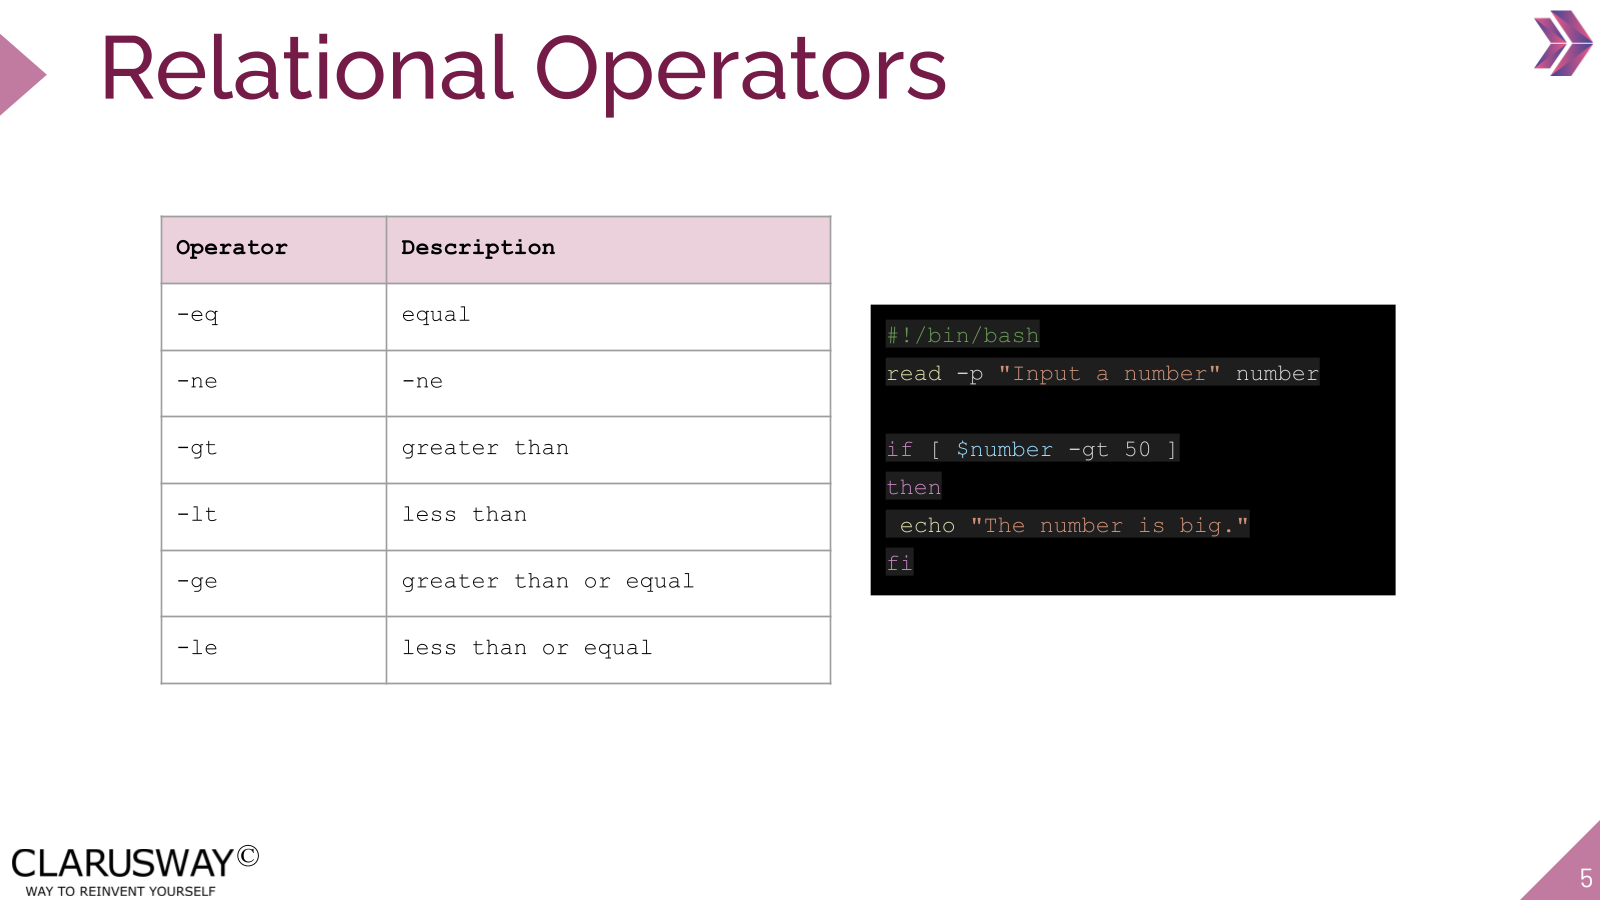 Relational Operators
Operator Description
-eq equal
-ne -ne
-gt greater than
-lt less than
-ge greater than or equal
-le less than or equal
#!/bin/bash
read -p "Input a number" number
if [ $number -gt 50 ]
then
 echo "The number is big."
fi
CLARUSWAY©
WAY TO REINVENT YOURSELF
5